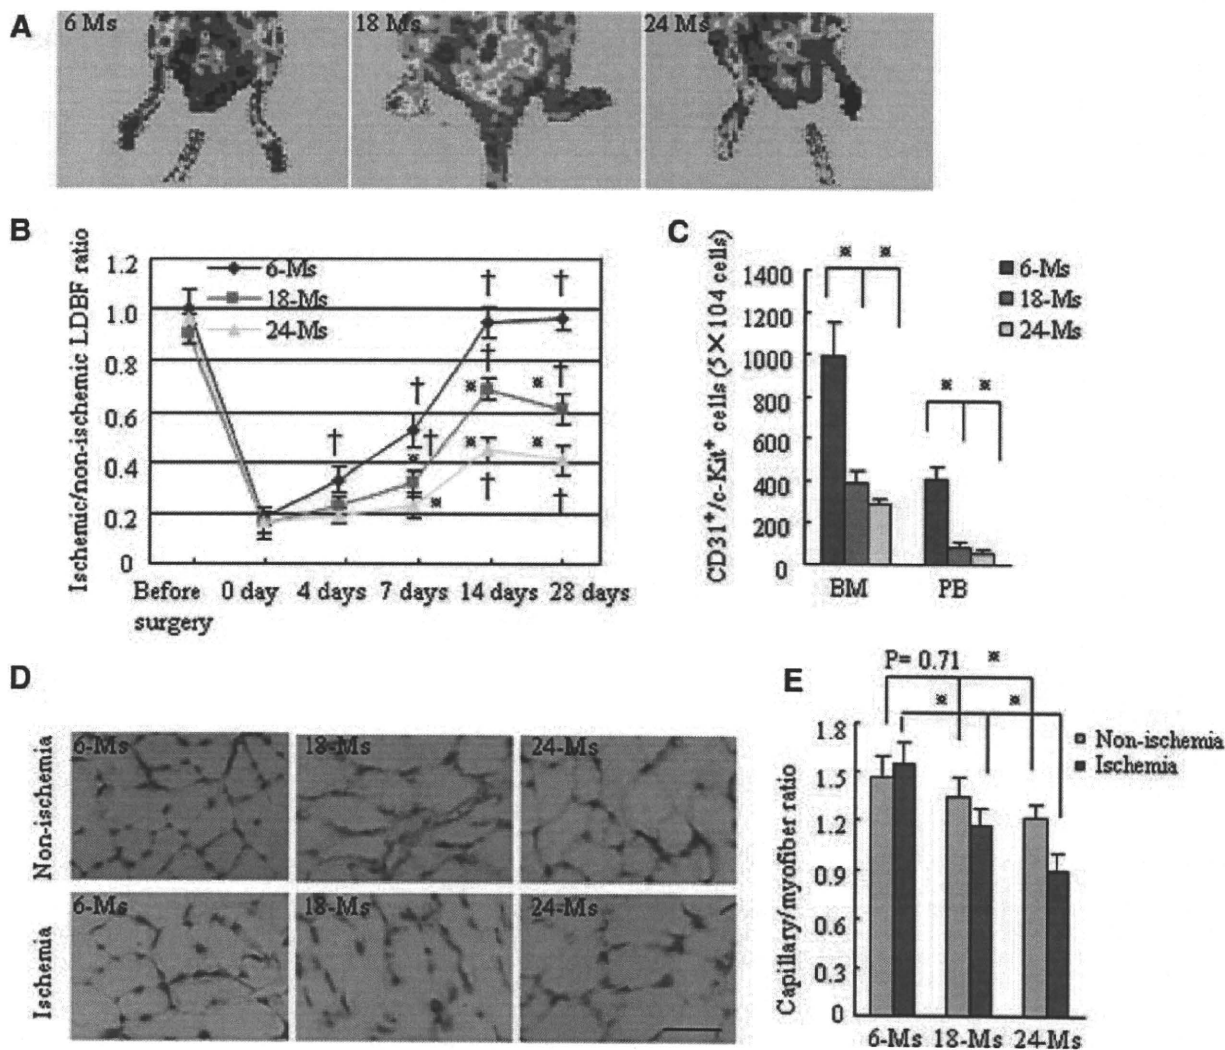 A
6 Ms
18 Ms
24 Ms
B
Ischemic/non-ischemic LDBF ratio
1.2
1.0
0.8
0.6
0.4
0.2
0
6-Ms
18-Ms
24-Ms
† † † † † † † † †
※ ※ ※ ※ ※ ※
Before surgery
0 day
4 days
7 days
14 days
28 days
C
CD31+/c-Kit+ cells (5×104 cells)
1400
1200
1000
800
600
400
200
0
※ ※
※ ※
6-Ms
18-Ms
24-Ms
BM
PB
D
Non-ischemia
6-Ms
18-Ms
24-Ms
Ischemia
6-Ms
18-Ms
24-Ms
E
P= 0.71 ※
※ ※
Capillary/myofiber ratio
1.8
1.5
1.2
0.9
0.6
0.3
0
Non-ischemia
Ischemia
6-Ms
18-Ms
24-Ms